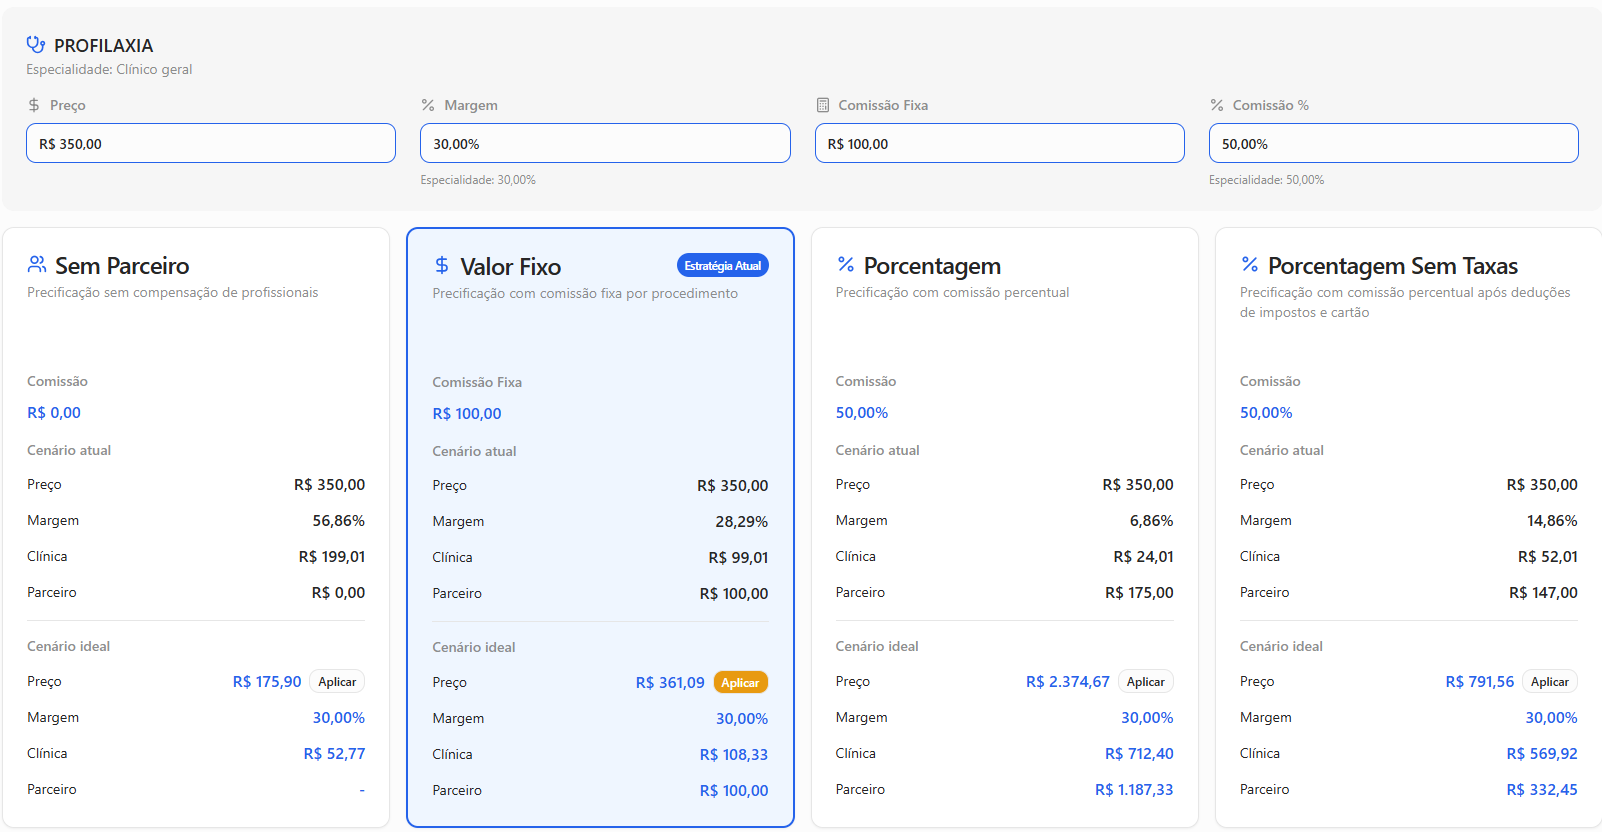 PROFILAXIA
Especialidade: Clínico geral
Preço
R$ 350,00
Margem
30,00%
Especialidade: 30,00%
Comissão Fixa
R$ 100,00
Comissão %
50,00%
Especialidade: 50,00%
Sem Parceiro
Precificação sem compensação de profissionais
Comissão
R$ 0,00
Cenário atual
Preço R$ 350,00
Margem 56,86%
Clínica R$ 199,01
Parceiro R$ 0,00
Cenário ideal
Preço R$ 175,90 Aplicar
Margem 30,00%
Clínica R$ 52,77
Parceiro -
Valor Fixo Estratégia Atual
Precificação com comissão fixa por procedimento
Comissão Fixa
R$ 100,00
Cenário atual
Preço R$ 350,00
Margem 28,29%
Clínica R$ 99,01
Parceiro R$ 100,00
Cenário ideal
Preço R$ 361,09 Aplicar
Margem 30,00%
Clínica R$ 108,33
Parceiro R$ 100,00
Porcentagem
Precificação com comissão percentual
Comissão
50,00%
Cenário atual
Preço R$ 350,00
Margem 6,86%
Clínica R$ 24,01
Parceiro R$ 175,00
Cenário ideal
Preço R$ 2.374,67 Aplicar
Margem 30,00%
Clínica R$ 712,40
Parceiro R$ 1.187,33
Porcentagem Sem Taxas
Precificação com comissão percentual após deduções
de impostos e cartão
Comissão
50,00%
Cenário atual
Preço R$ 350,00
Margem 14,86%
Clínica R$ 52,01
Parceiro R$ 147,00
Cenário ideal
Preço R$ 791,56 Aplicar
Margem 30,00%
Clínica R$ 569,92
Parceiro R$ 332,45